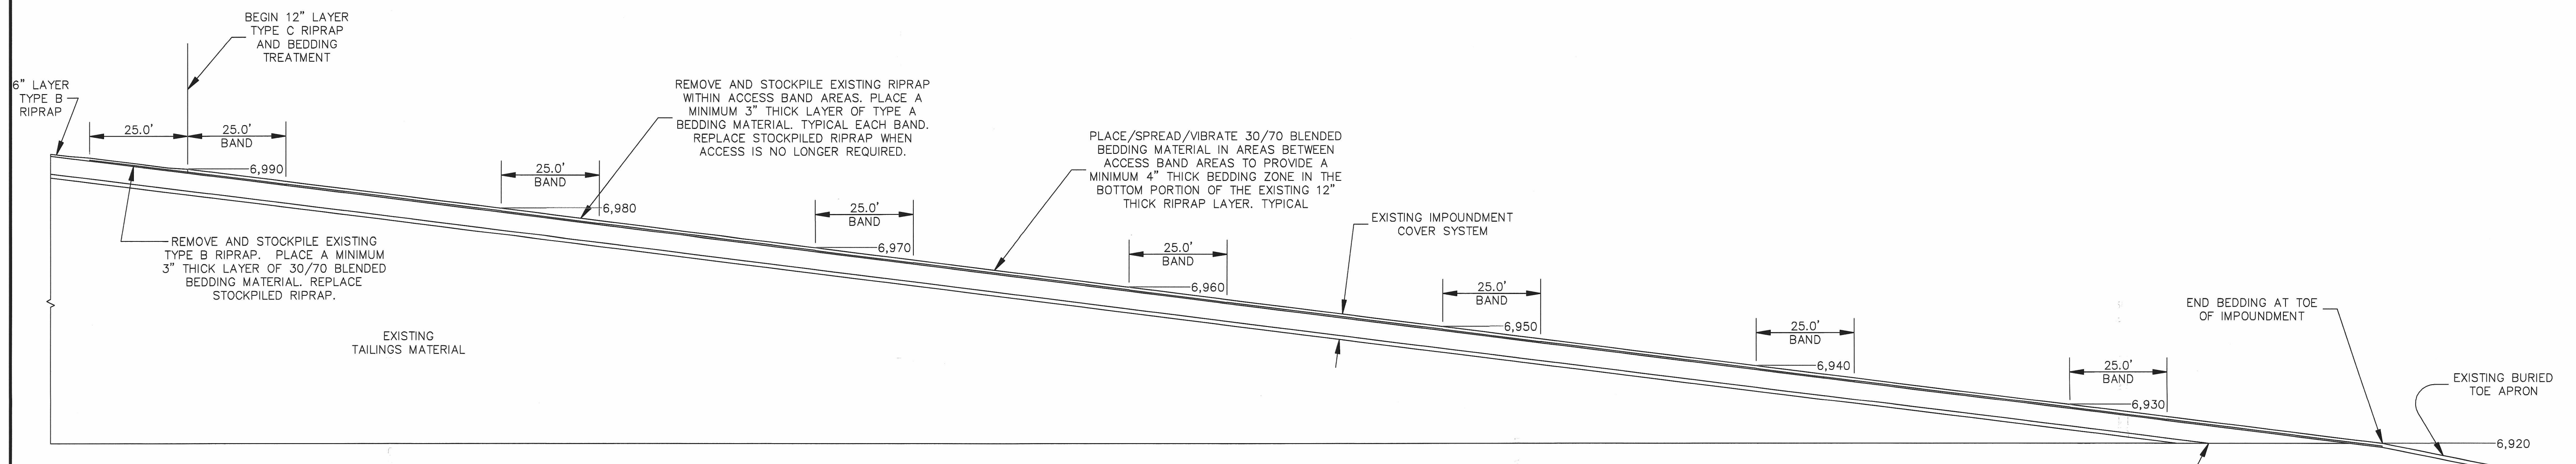 BEGIN 12" LAYER
TYPE C RIPRAP
AND BEDDING
TREATMENT
6" LAYER
TYPE B
RIPRAP
25.0'
25.0'
BAND
6,990
REMOVE AND STOCKPILE EXISTING
TYPE B RIPRAP. PLACE A MINIMUM
3" THICK LAYER OF 30/70 BLENDED
BEDDING MATERIAL. REPLACE
STOCKPILED RIPRAP.
EXISTING
TAILINGS MATERIAL
REMOVE AND STOCKPILE EXISTING RIPRAP
WITHIN ACCESS BAND AREAS. PLACE A
MINIMUM 3" THICK LAYER OF TYPE A
BEDDING MATERIAL. TYPICAL EACH BAND.
REPLACE STOCKPILED RIPRAP WHEN
ACCESS IS NO LONGER REQUIRED.
25.0'
BAND
6,980
25.0'
BAND
6,970
PLACE/SPREAD/VIBRATE 30/70 BLENDED
BEDDING MATERIAL IN AREAS BETWEEN
ACCESS BAND AREAS TO PROVIDE A
MINIMUM 4" THICK BEDDING ZONE IN THE
BOTTOM PORTION OF THE EXISTING 12"
THICK RIPRAP LAYER. TYPICAL
25.0'
BAND
6,960
EXISTING IMPOUNDMENT
COVER SYSTEM
25.0'
BAND
6,950
25.0'
BAND
6,940
25.0'
BAND
6,930
END BEDDING AT TOE
OF IMPOUNDMENT
EXISTING BURIED
TOE APRON
6,920